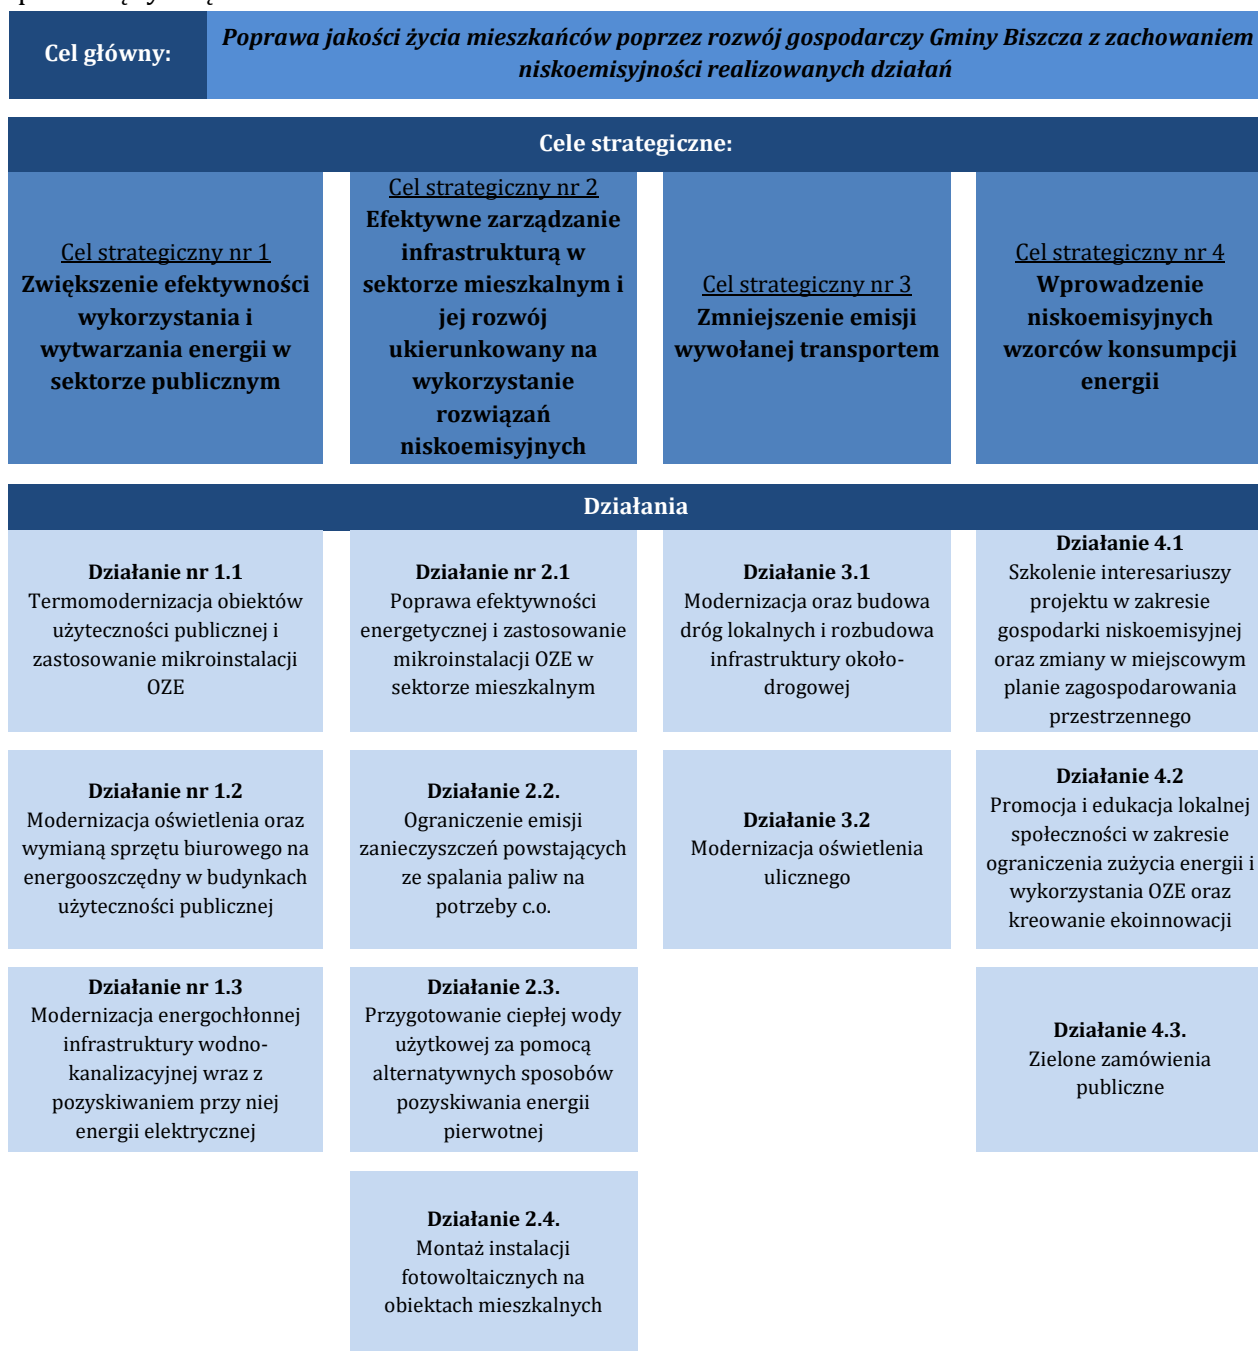 Cel główny:
Poprawa jakości życia mieszkańców poprzez rozwój gospodarczy Gminy Biszcza z zachowaniem
niskoemisyjności realizowanych działań
Cele strategiczne:
Cel strategiczny nr 1
Zwiększenie efektywności
wykorzystania i
wytwarzania energii w
sektorze publicznym
Cel strategiczny nr 2
Efektywne zarządzanie
infrastrukturą w
sektorze mieszkalnym i
jej rozwój
ukierunkowany na
wykorzystanie
rozwiązań
niskoemisyjnych
Cel strategiczny nr 3
Zmniejszenie emisji
wywołanej transportem
Cel strategiczny nr 4
Wprowadzenie
niskoemisyjnych
wzorców konsumpcji
energii
Działania
Działanie nr 1.1
Termomodernizacja obiektów
użyteczności publicznej i
zastosowanie mikroinstalacji
OZE
Działanie nr 2.1
Poprawa efektywności
energetycznej i zastosowanie
mikroinstalacji OZE w
sektorze mieszkalnym
Działanie 3.1
Modernizacja oraz budowa
dróg lokalnych i rozbudowa
infrastruktury około-
drogowej
Działanie 4.1
Szkolenie interesariuszy
projektu w zakresie
gospodarki niskoemisyjnej
oraz zmiany w miejscowym
planie zagospodarowania
przestrzennego
Działanie nr 1.2
Modernizacja oświetlenia oraz
wymianą sprzętu biurowego na
energooszczędny w budynkach
użyteczności publicznej
Działanie 2.2.
Ograniczenie emisji
zanieczyszczeń powstających
ze spalania paliw na
potrzeby c.o.
Działanie 3.2
Modernizacja oświetlenia
ulicznego
Działanie 4.2
Promocja i edukacja lokalnej
społeczności w zakresie
ograniczenia zużycia energii i
wykorzystania OZE oraz
kreowanie ekoinnowacji
Działanie nr 1.3
Modernizacja energochłonnej
infrastruktury wodno-
kanalizacyjnej wraz z
pozyskiwaniem przy niej
energii elektrycznej
Działanie 2.3.
Przygotowanie ciepłej wody
użytkowej za pomocą
alternatywnych sposobów
pozyskiwania energii
pierwotnej
Działanie 4.3.
Zielone zamówienia
publiczne
Działanie 2.4.
Montaż instalacji
fotowoltaicznych na
obiektach mieszkalnych